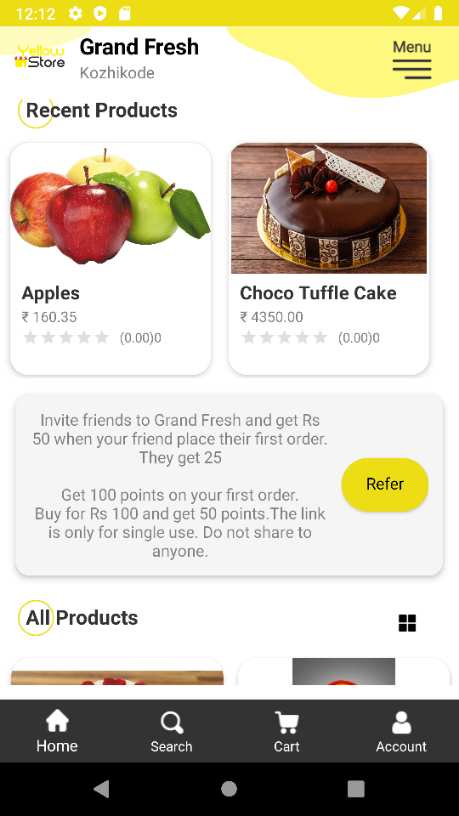 12:12
Yellow
Store
Grand Fresh
Kozhikode
Menu
Recent Products
Apples
₹ 160.35
(0.00)0
Choco Tuffle Cake
₹ 4350.00
(0.00)0
Invite friends to Grand Fresh and get Rs
50 when your friend place their first order.
They get 25
Get 100 points on your first order.
Buy for Rs 100 and get 50 points.The link
is only for single use. Do not share to
anyone.
Refer
All Products
Home
Search
Cart
Account